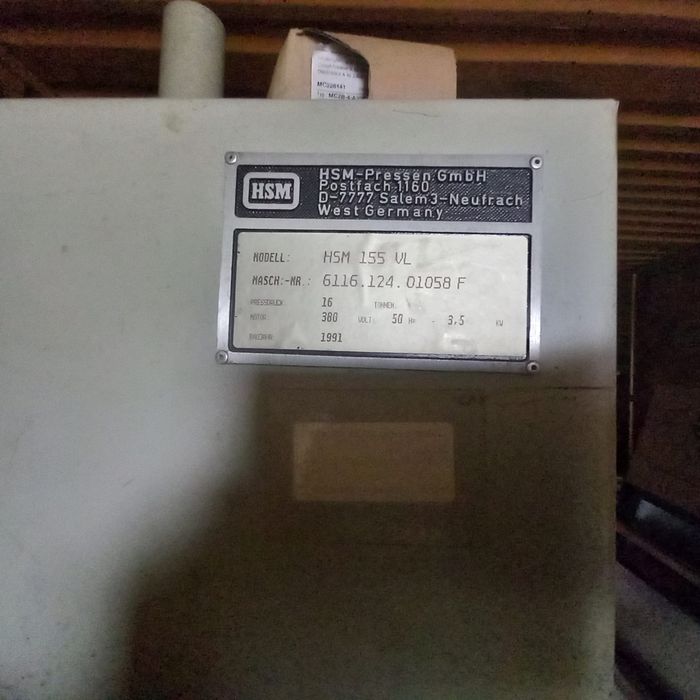 MC226141
HSM
HSM-Pressen GmbH
Postfach 1160
D-7777 Salem 3-Neufrach
West Germany
MODELL: HSM 155 VL
MASCH.-NR.: 6116.124.01058 F
PRESSDRUCK 16 TONNEN
MOTOR 380 VOLT 50 Hz - 3,5 KW
BAUJAHR 1991